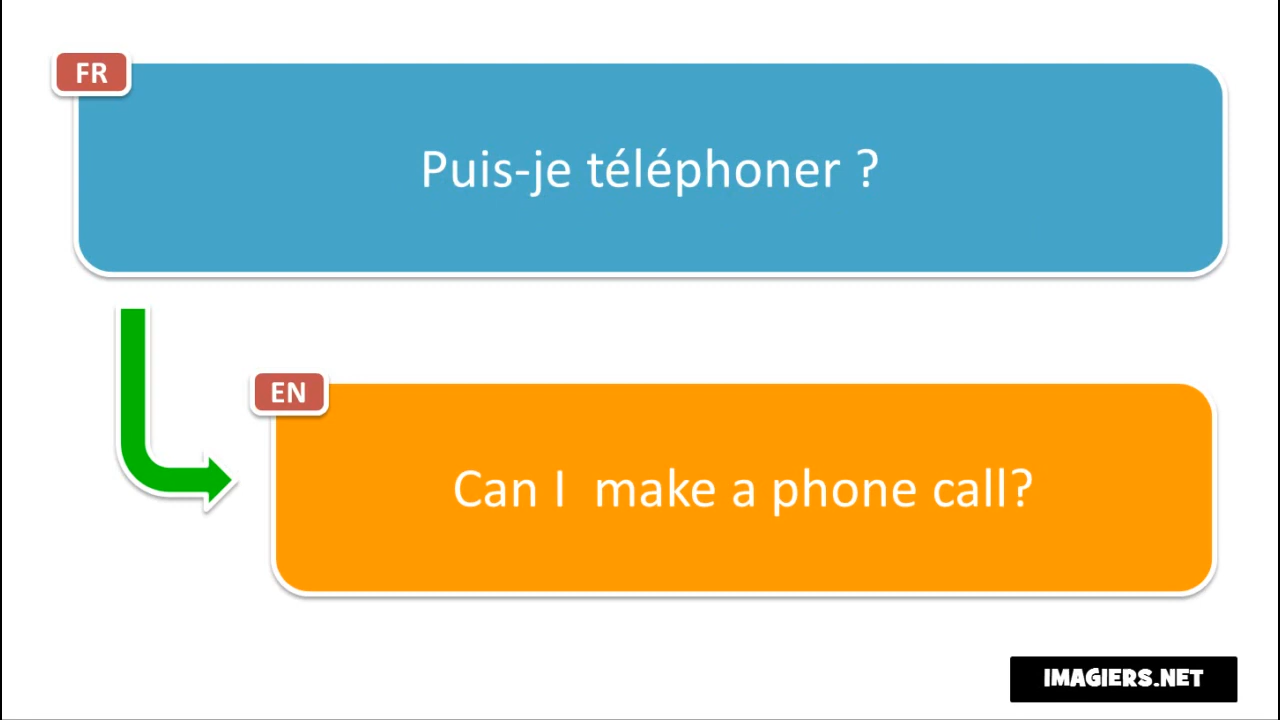 FR
Puis-je téléphoner ?
EN
Can I  make a phone call?
IMAGIERS.NET